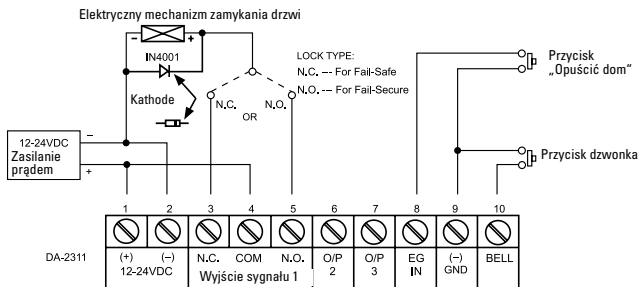 Elektryczny mechanizm zamykania drzwi
– +
IN4001
LOCK TYPE:
N.C. --- For Fail-Safe
N.O. --- For Fail-Secure
Kathode
N.C.
N.O.
OR
Przycisk
„Opuścić dom"
12-24VDC
Zasilanie
prądem
–
+
Przycisk dzwonka
1 2 3 4 5 6 7 8 9 10
DA-2311
(+) (–) N.C. COM N.O. O/P O/P EG (–) BELL
12-24VDC Wyjście sygnału 1 2 3 IN GND